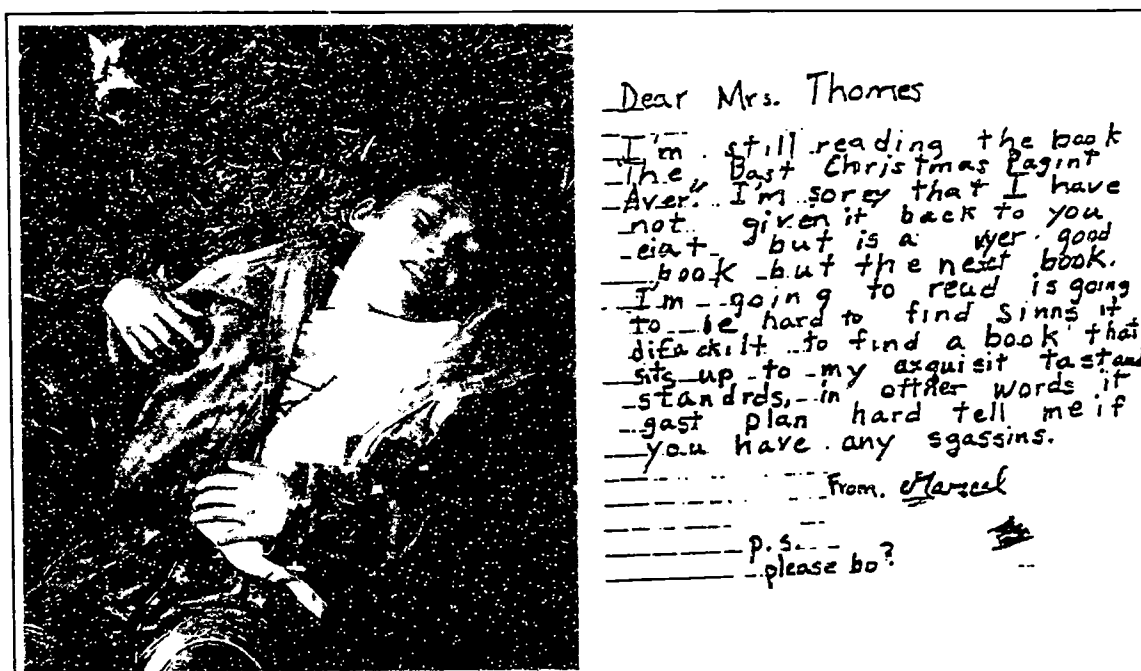 Dear Mrs. Thomes
I'm still reading the book
"The Bast Christmas Pagint
Aver." I'm sorey that I have
not given it back to you
eiat but is a vyer good
book but the nesxt book
I'm going to read is going
to be hard to find Sinns it
difackilt to find a book that
sits up to my axquisit tast and
standrds, in otther words it
gast plan hard tell me if
you have any sgassins.
From, Marcel
p.s.
please bo?